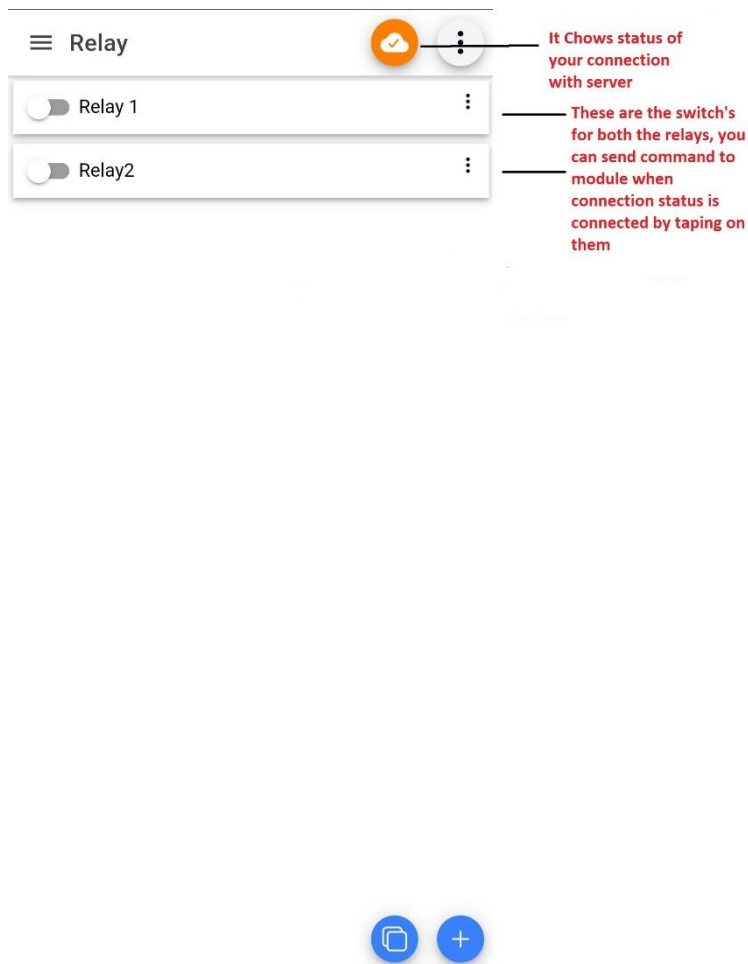 Relay
It Chows status of
your connection
with server
Relay 1
These are the switch's
for both the relays, you
can send command to
module when
connection status is
connected by taping on
them
Relay2